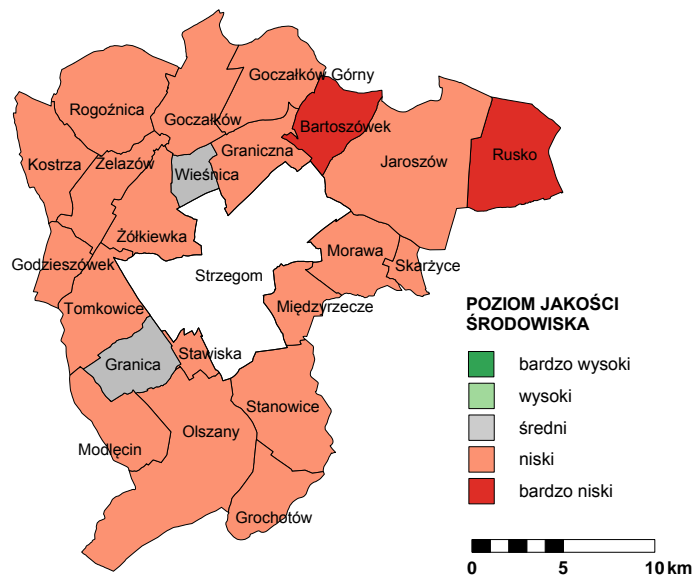 Goczałków Górny
Rogoźnica
Goczałków
Bartoszówek
Graniczna
Rusko
Kostrza
Żelazów
Wieśnica
Jaroszów
Żółkiewka
Morawa
Godzieszówek
Skarżyce
Strzegom
Tomkowice
Międzyrzecze
Stawiska
Granica
Stanowice
Olszany
Modlęcin
Grochotów
POZIOM JAKOŚCI
ŚRODOWISKA
bardzo wysoki
wysoki
średni
niski
bardzo niski
0 5 10 km